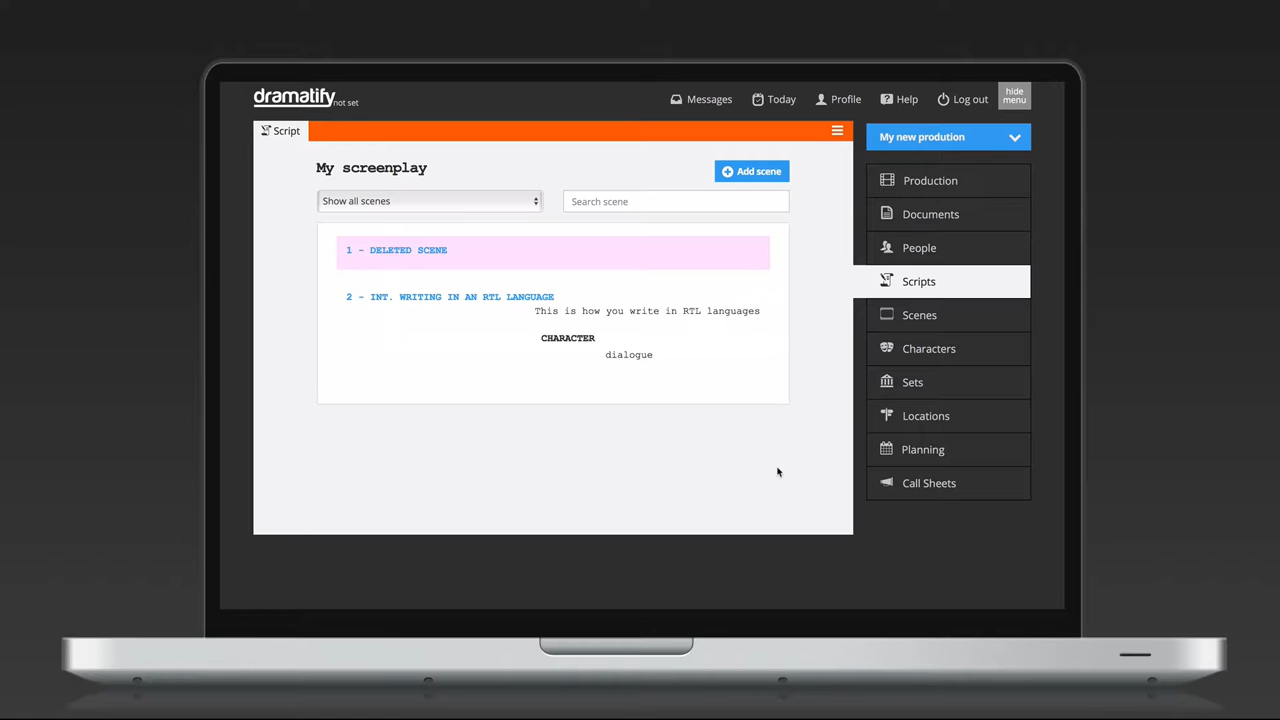 dramatify not set
Messages
Today
Profile
Help
Log out
hide menu
Script
My new prodution
My screenplay
Add scene
Show all scenes
Search scene
1 - DELETED SCENE
2 - INT. WRITING IN AN RTL LANGUAGE
This is how you write in RTL languages
CHARACTER
dialogue
Production
Documents
People
Scripts
Scenes
Characters
Sets
Locations
Planning
Call Sheets